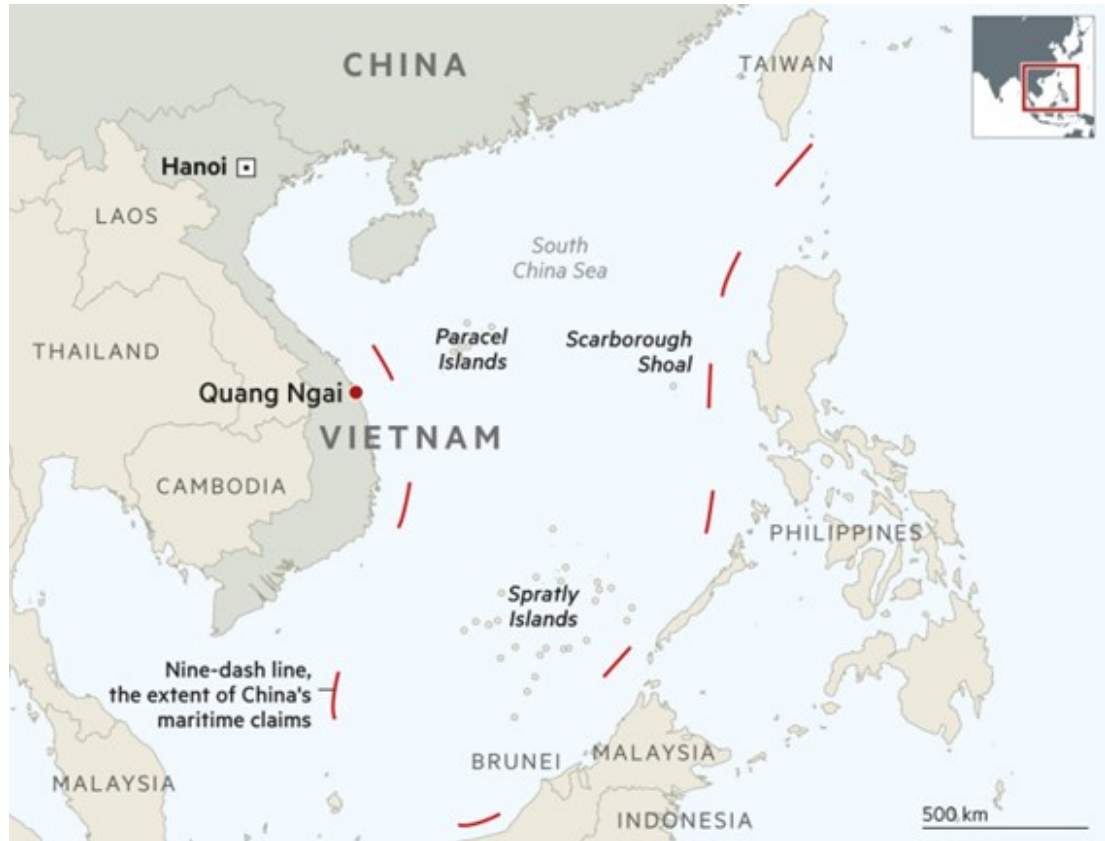 CHINA
TAIWAN
Hanoi
LAOS
South
China Sea
THAILAND
Paracel
Islands
Scarborough
Shoal
Quang Ngai
VIETNAM
CAMBODIA
PHILIPPINES
Spratly
Islands
Nine-dash line,
the extent of China's
maritime claims
BRUNEI
MALAYSIA
MALAYSIA
INDONESIA
500 km